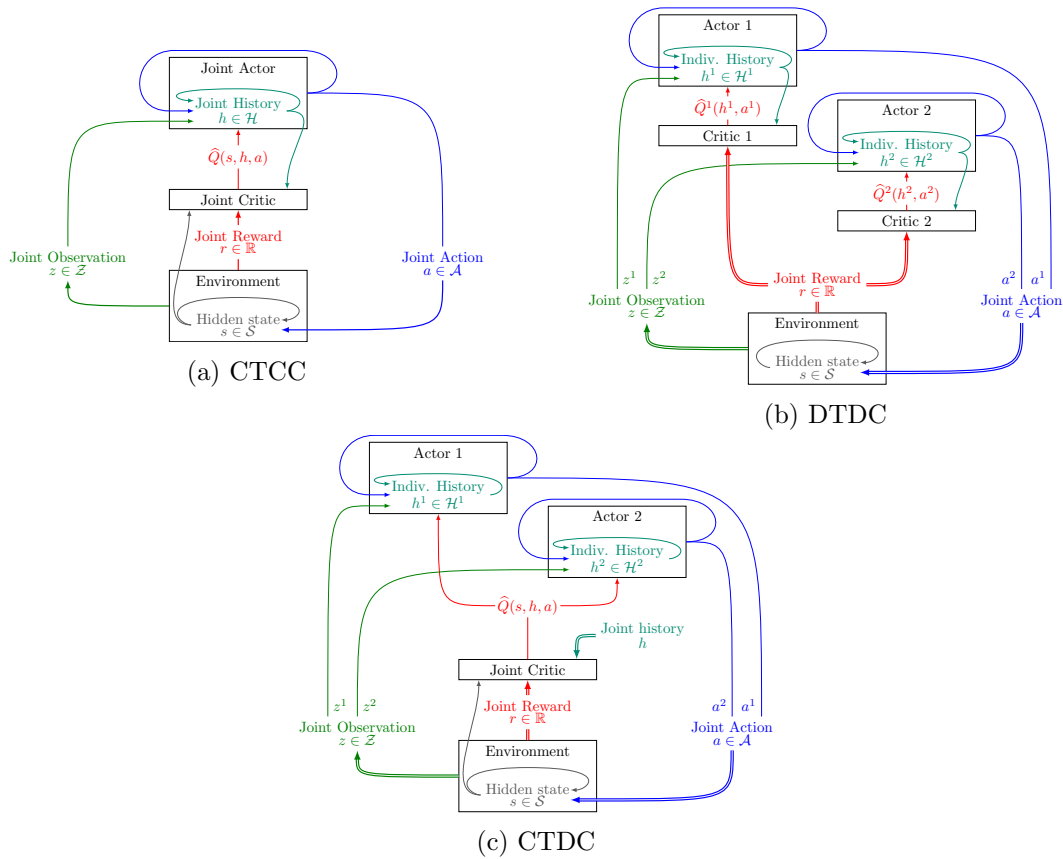 Joint Actor
Joint History
h ∈ ℋ
Q̂(s, h, a)
Joint Critic
Joint Reward
r ∈ ℝ
Joint Observation
z ∈ 𝒵
Joint Action
a ∈ 𝒜
Environment
Hidden state
s ∈ 𝒮
(a) CTCC
Actor 1
Indiv. History
h¹ ∈ ℋ¹
Q̂¹(h¹, a¹)
Critic 1
Actor 2
Indiv. History
h² ∈ ℋ²
Q̂²(h², a²)
Critic 2
z¹ z²
Joint Observation
z ∈ 𝒵
Joint Reward
r ∈ ℝ
a² a¹
Joint Action
a ∈ 𝒜
Environment
Hidden state
s ∈ 𝒮
(b) DTDC
Actor 1
Indiv. History
h¹ ∈ ℋ¹
Actor 2
Indiv. History
h² ∈ ℋ²
Q̂(s, h, a)
Joint history
h
Joint Critic
z¹ z²
Joint Observation
z ∈ 𝒵
Joint Reward
r ∈ ℝ
a² a¹
Joint Action
a ∈ 𝒜
Environment
Hidden state
s ∈ 𝒮
(c) CTDC